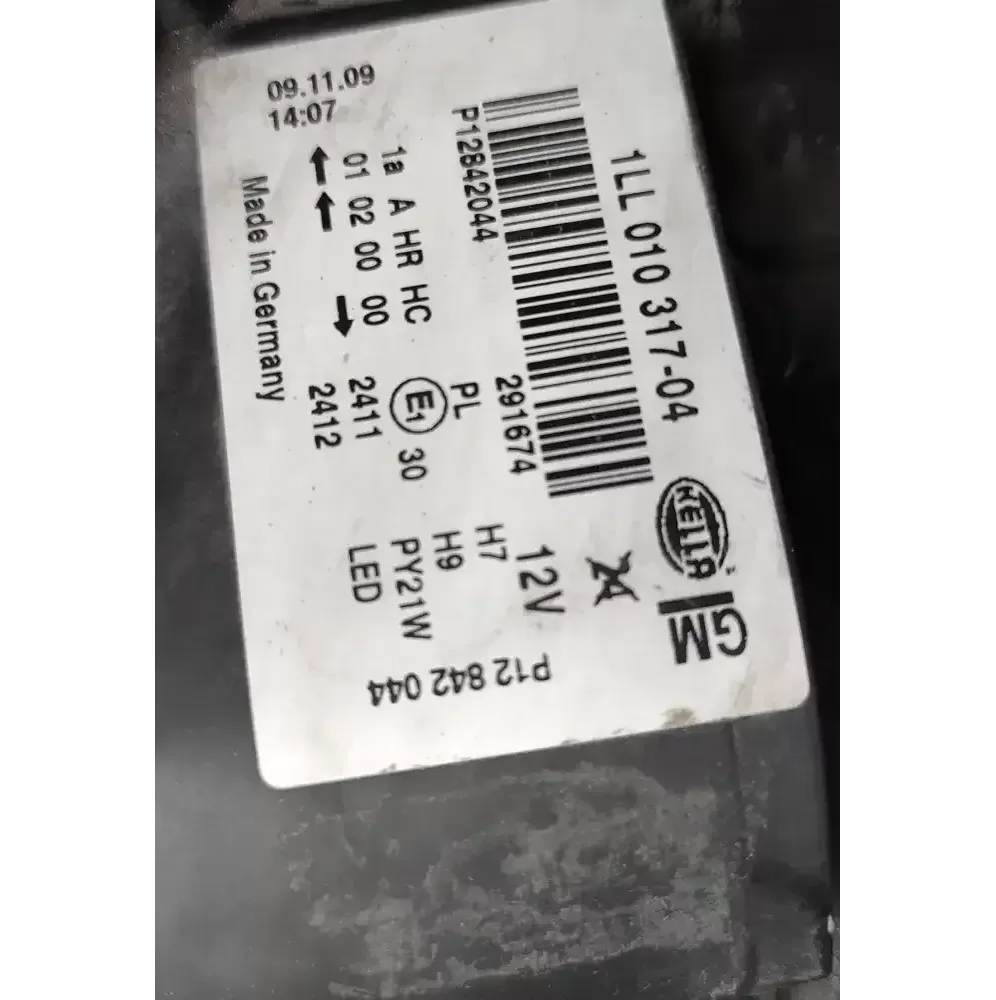 1LL 010 317-04
HELLA
GM
P12842044
291674
24
12V
PL
H7
H9
1a A HR HC
E1 30
PY21W
01 02 00 00
2411
LED
← ← →
2412
Made in Germany
09.11.09
14:07
P12 842 044